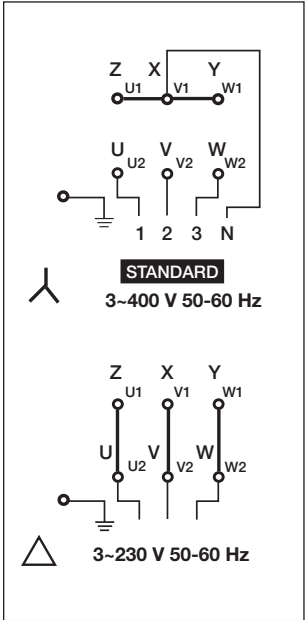 Z X Y
U1 V1 W1
U V W
U2 V2 W2
1 2 3 N
STANDARD
3~400 V 50-60 Hz
Z X Y
U1 V1 W1
U V W
U2 V2 W2
3~230 V 50-60 Hz